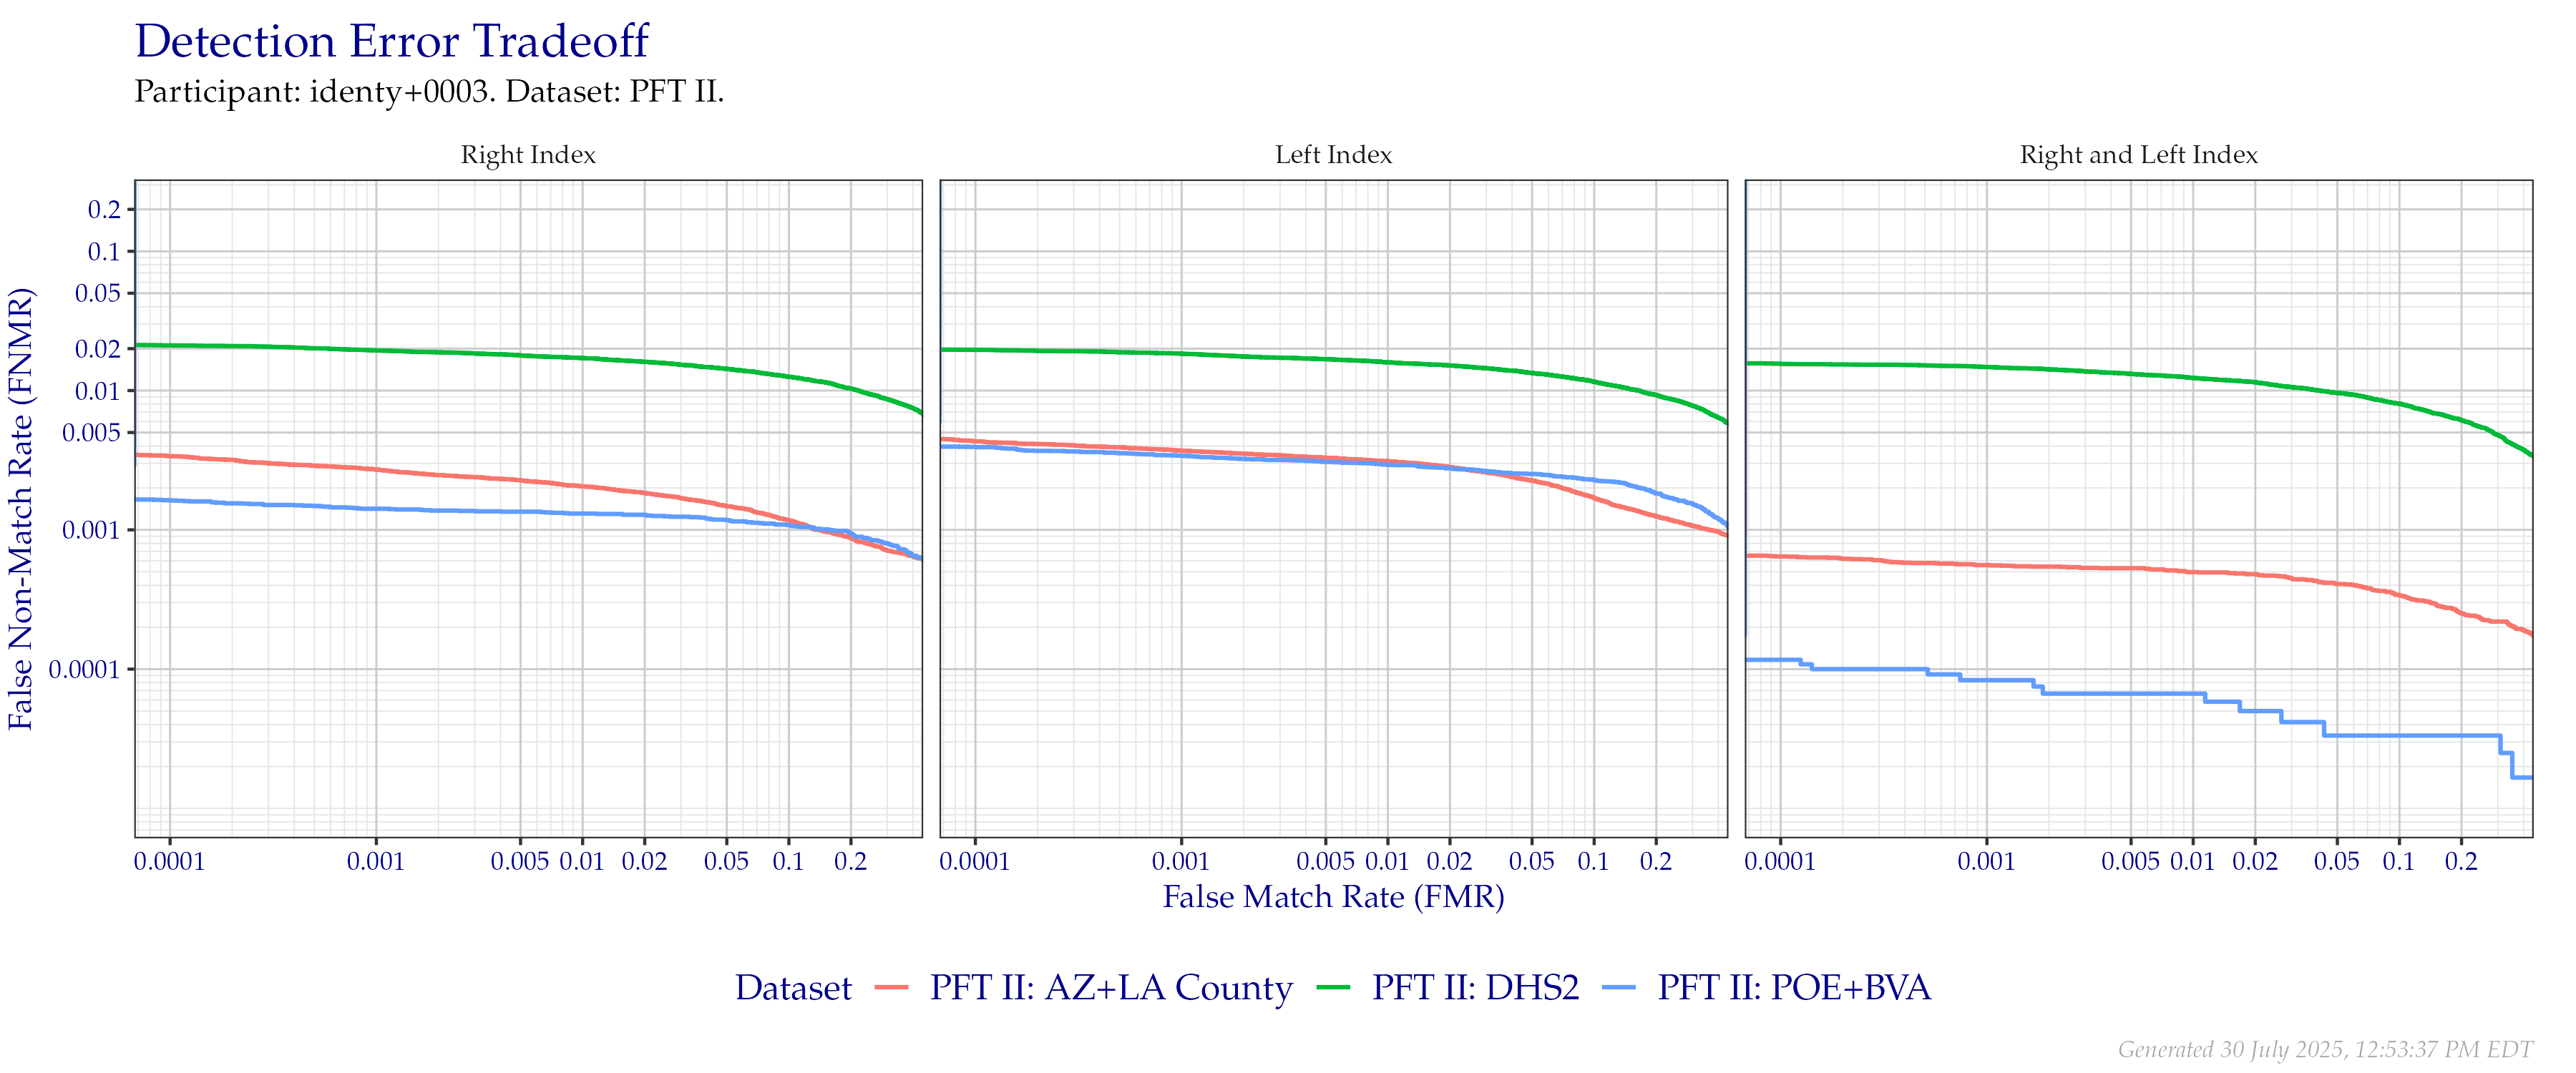 Detection Error Tradeoff
Participant: identy+0003. Dataset: PFT II.
Right Index
Left Index
Right and Left Index
False Non-Match Rate (FNMR)
0.2
0.1
0.05
0.02
0.01
0.005
0.001
0.0001
0.0001 0.001 0.005 0.01 0.02 0.05 0.1 0.2
0.0001 0.001 0.005 0.01 0.02 0.05 0.1 0.2
0.0001 0.001 0.005 0.01 0.02 0.05 0.1 0.2
False Match Rate (FMR)
Dataset PFT II: AZ+LA County PFT II: DHS2 PFT II: POE+BVA
Generated 30 July 2025, 12:53:37 PM EDT